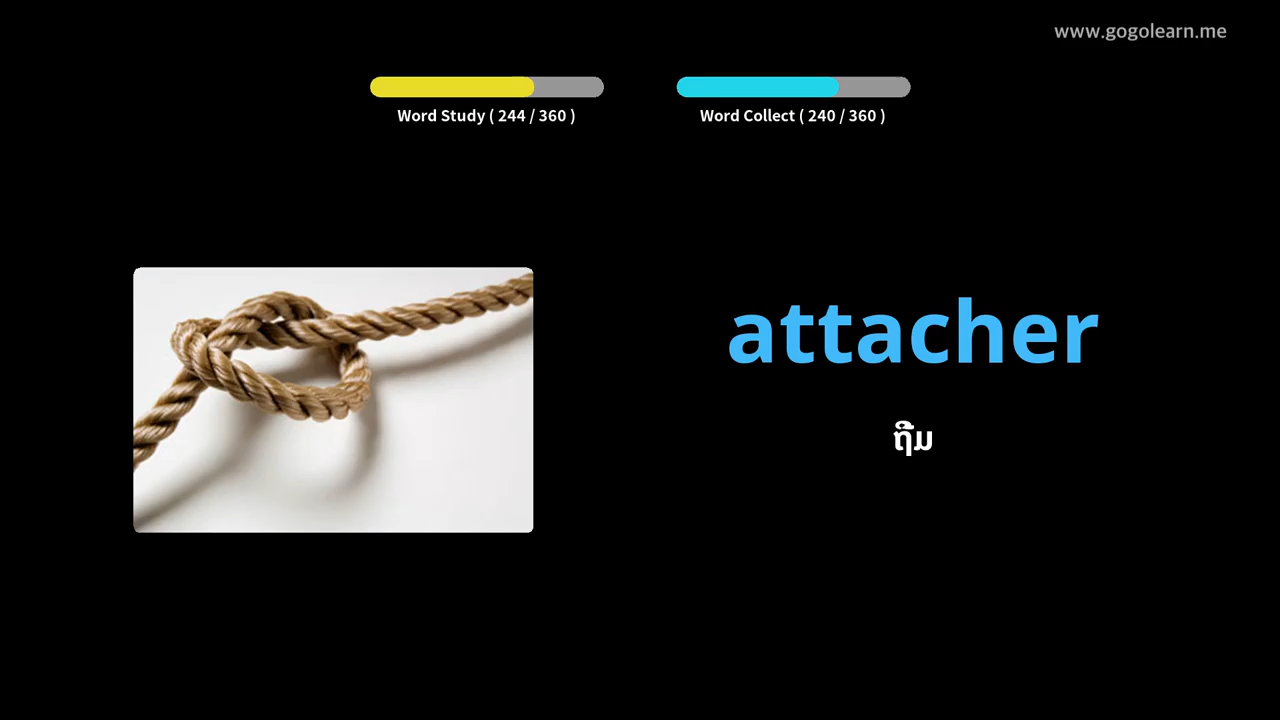 www.gogolearn.me
Word Study ( 244 / 360 )
Word Collect ( 240 / 360 )
attacher
ຖີ້ມ